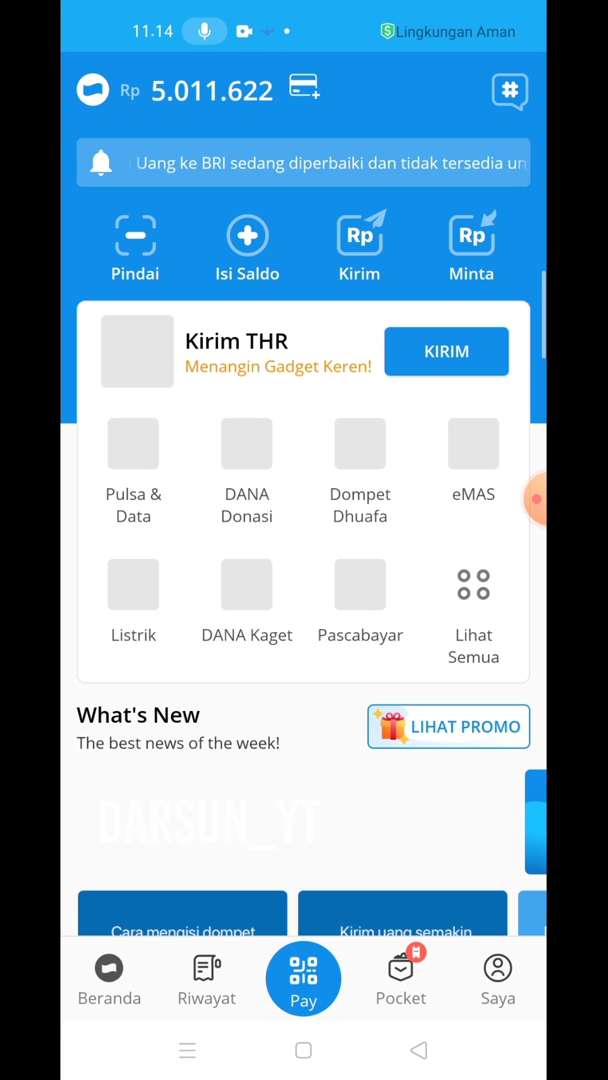 11.14
Lingkungan Aman
Rp 5.011.622
Uang ke BRI sedang diperbaiki dan tidak tersedia un
Pindai
Isi Saldo
Rp
Kirim
Rp
Minta
Kirim THR
Menangin Gadget Keren!
KIRIM
Pulsa &
Data
DANA
Donasi
Dompet
Dhuafa
eMAS
Listrik
DANA Kaget
Pascabayar
Lihat
Semua
What's New
The best news of the week!
LIHAT PROMO
DARSUN_YT
Cara mengisi dompet
Kirim uang semakin
Beranda
Riwayat
Pay
Pocket
Saya